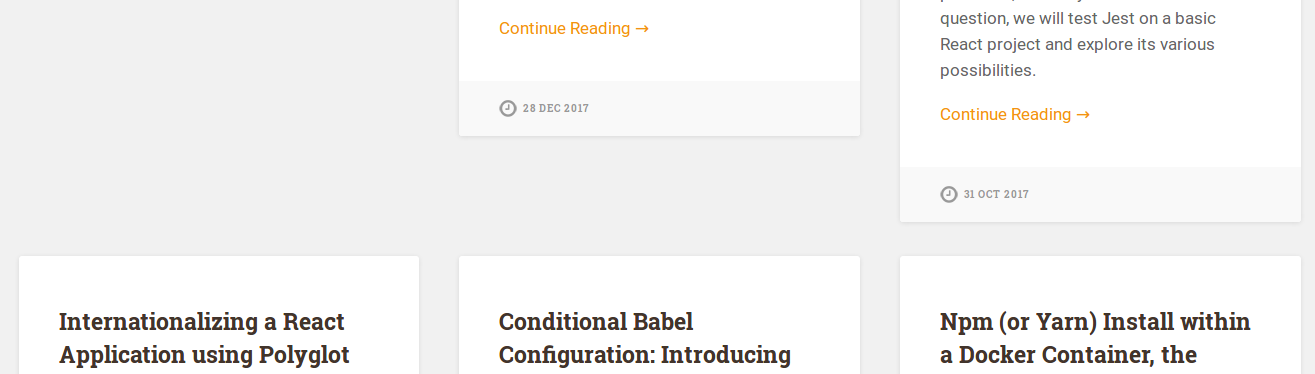 Continue Reading →
28 DEC 2017
question, we will test Jest on a basic
React project and explore its various
possibilities.
Continue Reading →
31 OCT 2017
Internationalizing a React
Application using Polyglot
Conditional Babel
Configuration: Introducing
Npm (or Yarn) Install within
a Docker Container, the